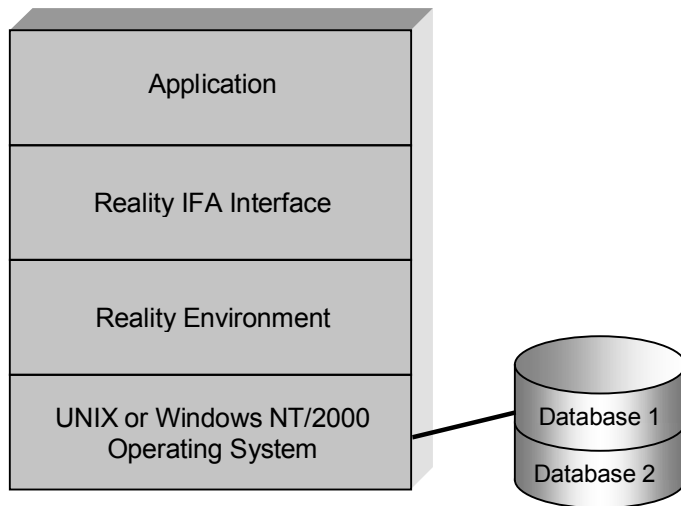 Application
Reality IFA Interface
Reality Environment
UNIX or Windows NT/2000
Operating System
Database 1
Database 2